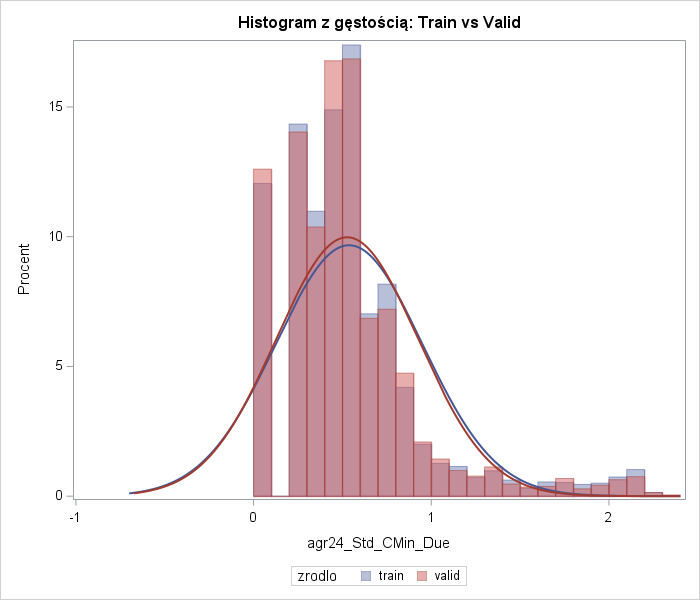 Histogram z gęstością: Train vs Valid
Procent
15
10
5
0
-1
0
1
2
agr24_Std_CMin_Due
zrodlo
train
valid